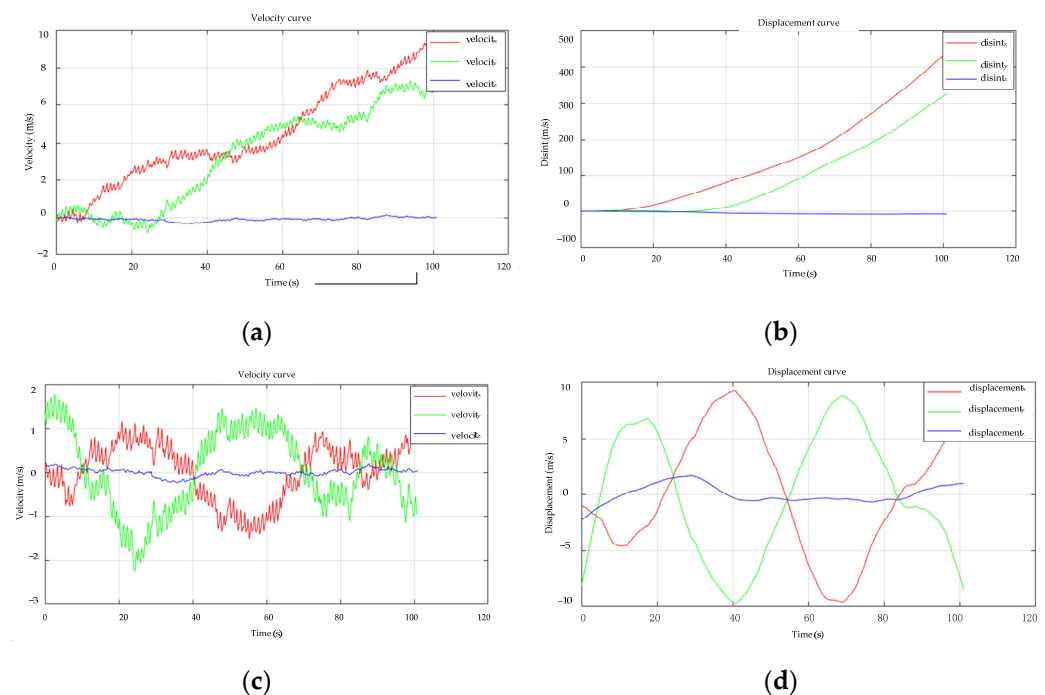 Velocity curve
10
8
6
4
2
0
−2
Velocity (m/s)
velocitx
velocity
velocitz
0 20 40 60 80 100 120
Time (s)
(a)
Displacement curve
500
400
300
200
100
0
−100
Disint (m/s)
disintx
disinty
disintz
0 20 40 60 80 100 120
Time (s)
(b)
Velocity curve
2
1
0
−1
−2
−3
Velocity (m/s)
velovitx
velovity
velocitz
0 20 40 60 80 100 120
Time (s)
(c)
Displacement curve
10
5
0
−5
−10
Disaplacement (m/s)
displacementx
displacementy
displacementz
0 20 40 60 80 100 120
Time (s)
(d)